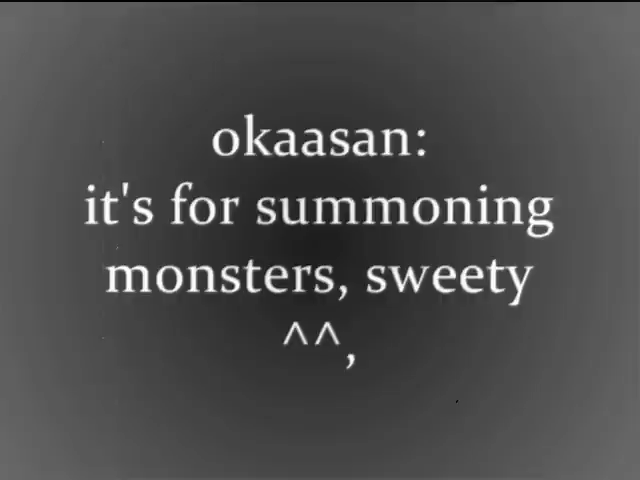 okaasan:
it's for summoning
monsters, sweety
^^,